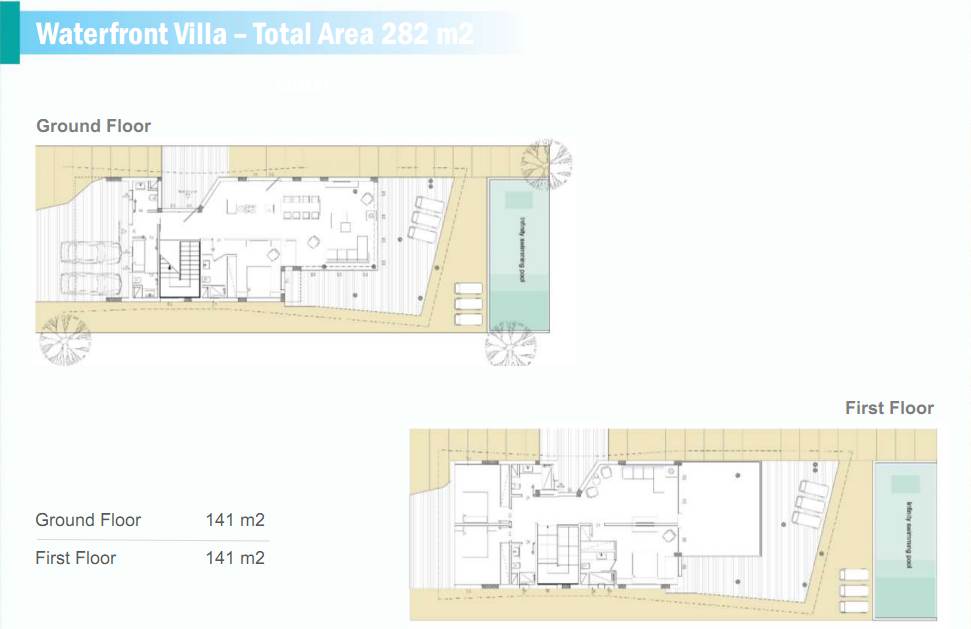 Waterfront Villa – Total Area 282 m2
Ground Floor
Infinity swimming pool
First Floor
Infinity swimming pool
Ground Floor 141 m2
First Floor 141 m2